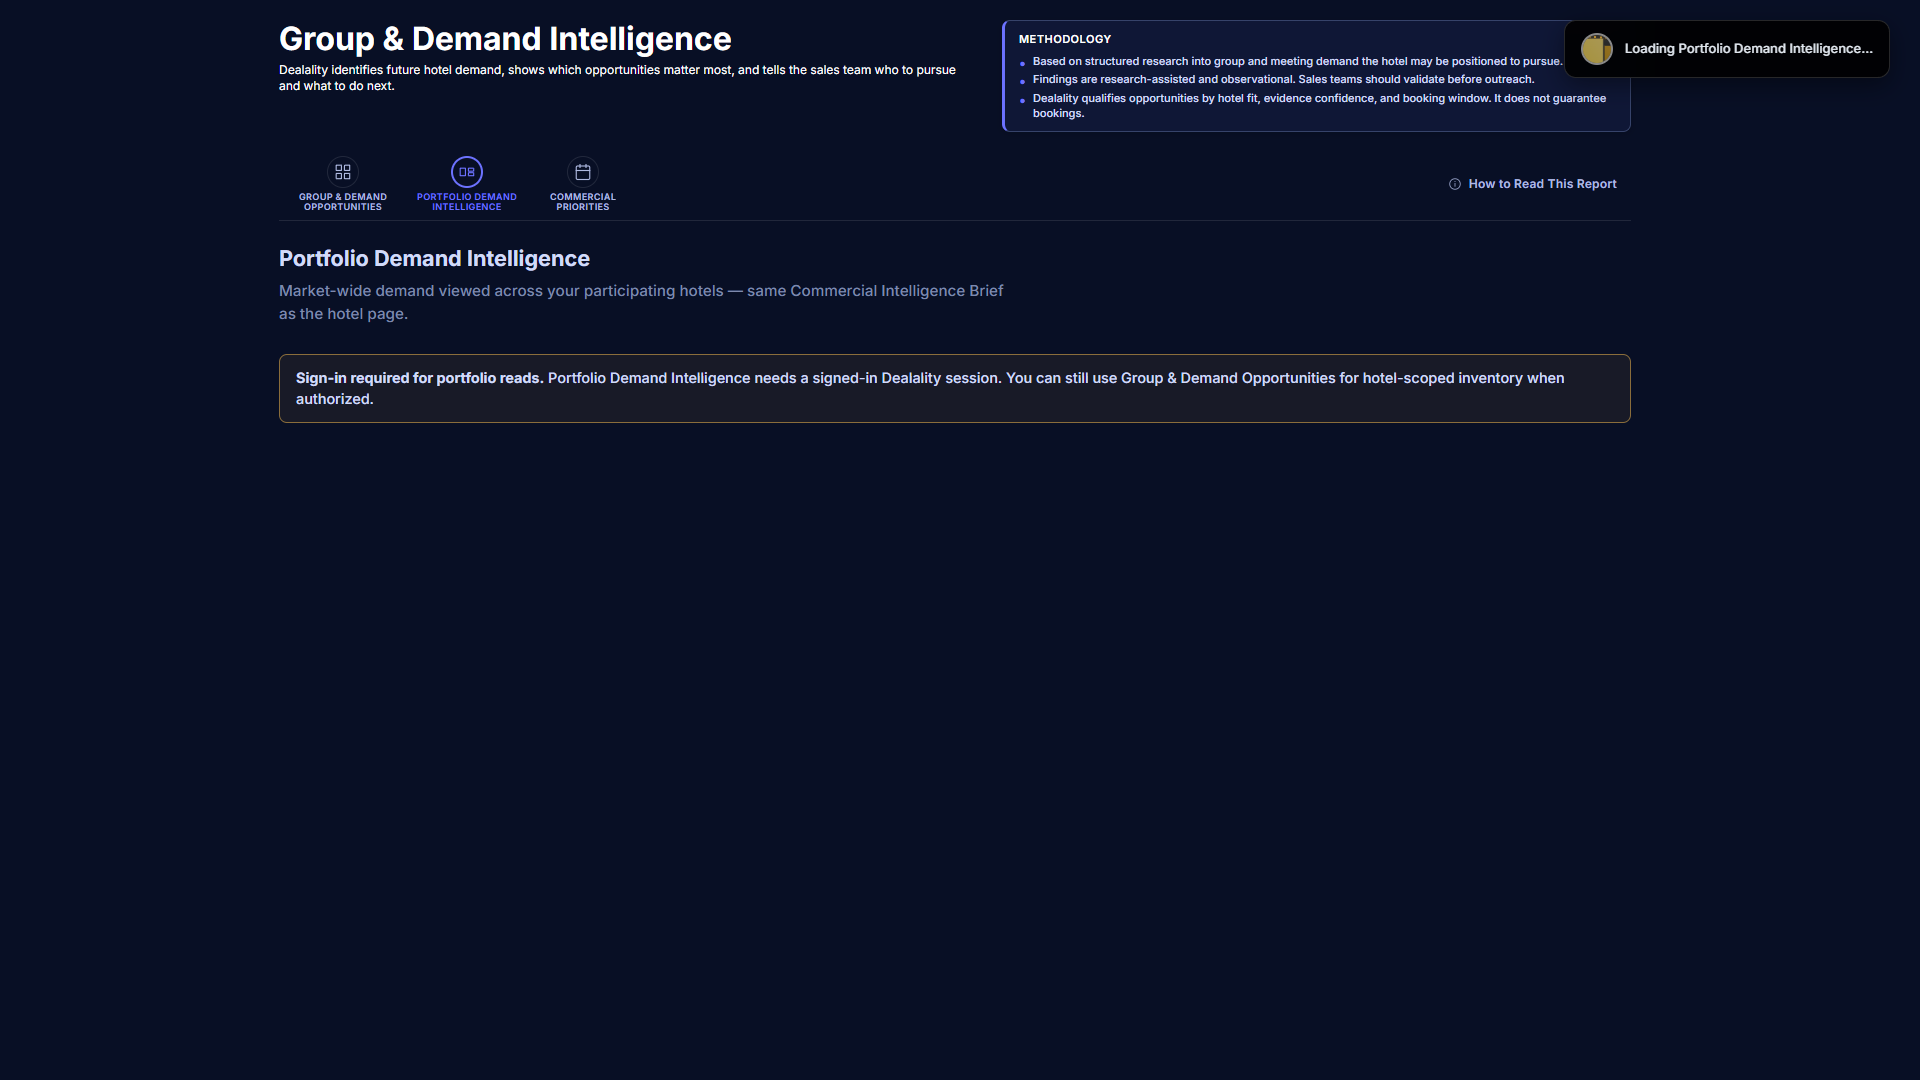 Group & Demand Intelligence
Dealality identifies future hotel demand, shows which opportunities matter most, and tells the sales team who to pursue
and what to do next.
METHODOLOGY
Based on structured research into group and meeting demand the hotel may be positioned to pursue.
Findings are research-assisted and observational. Sales teams should validate before outreach.
Dealality qualifies opportunities by hotel fit, evidence confidence, and booking window. It does not guarantee
bookings.
Loading Portfolio Demand Intelligence...
GROUP & DEMAND
OPPORTUNITIES
PORTFOLIO DEMAND
INTELLIGENCE
COMMERCIAL
PRIORITIES
How to Read This Report
Portfolio Demand Intelligence
Market-wide demand viewed across your participating hotels — same Commercial Intelligence Brief
as the hotel page.
Sign-in required for portfolio reads. Portfolio Demand Intelligence needs a signed-in Dealality session. You can still use Group & Demand Opportunities for hotel-scoped inventory when
authorized.